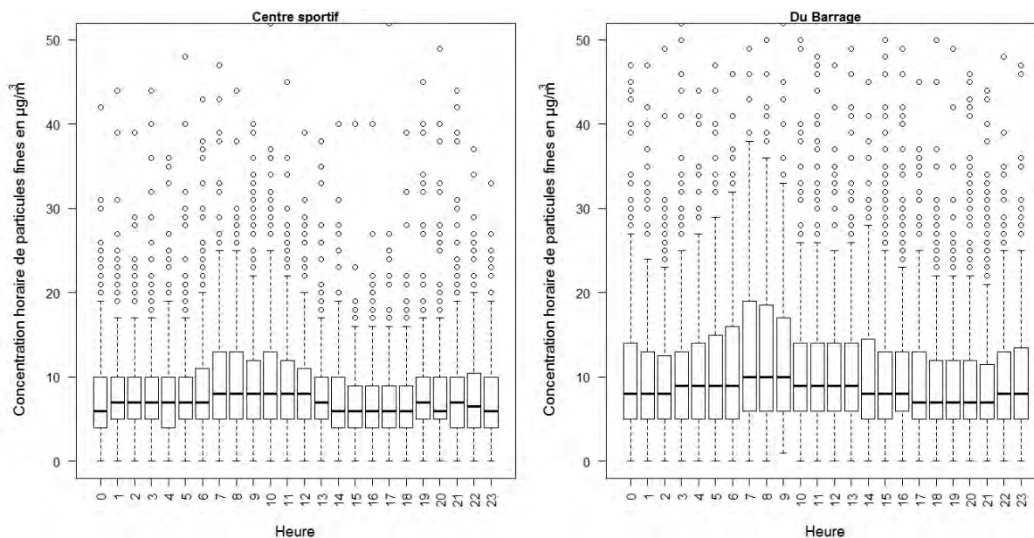 Centre sportif
Concentration horaire de particules fines en µg/m³
50
40
30
20
10
0
0 1 2 3 4 5 6 7 8 9 10 11 12 13 14 15 16 17 18 19 20 21 22 23
Heure
Du Barrage
Concentration horaire de particules fines en µg/m³
50
40
30
20
10
0
0 1 2 3 4 5 6 7 8 9 10 11 12 13 14 15 16 17 18 19 20 21 22 23
Heure